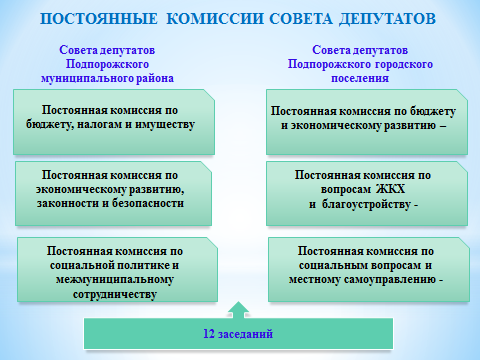 ПОСТОЯННЫЕ КОМИССИИ СОВЕТА ДЕПУТАТОВ
Совета депутатов
Подпорожского
муниципального района
Постоянная комиссия по
бюджету, налогам и имуществу
Постоянная комиссия по
экономическому развитию,
законности и безопасности
Постоянная комиссия по
социальной политике и
межмуниципальному
сотрудничеству
Совета депутатов
Подпорожского городского
поселения
Постоянная комиссия по бюджету
и экономическому развитию –
Постоянная комиссия по
вопросам ЖКХ
и благоустройству -
Постоянная комиссия по
социальным вопросам и
местному самоуправлению -
12 заседаний